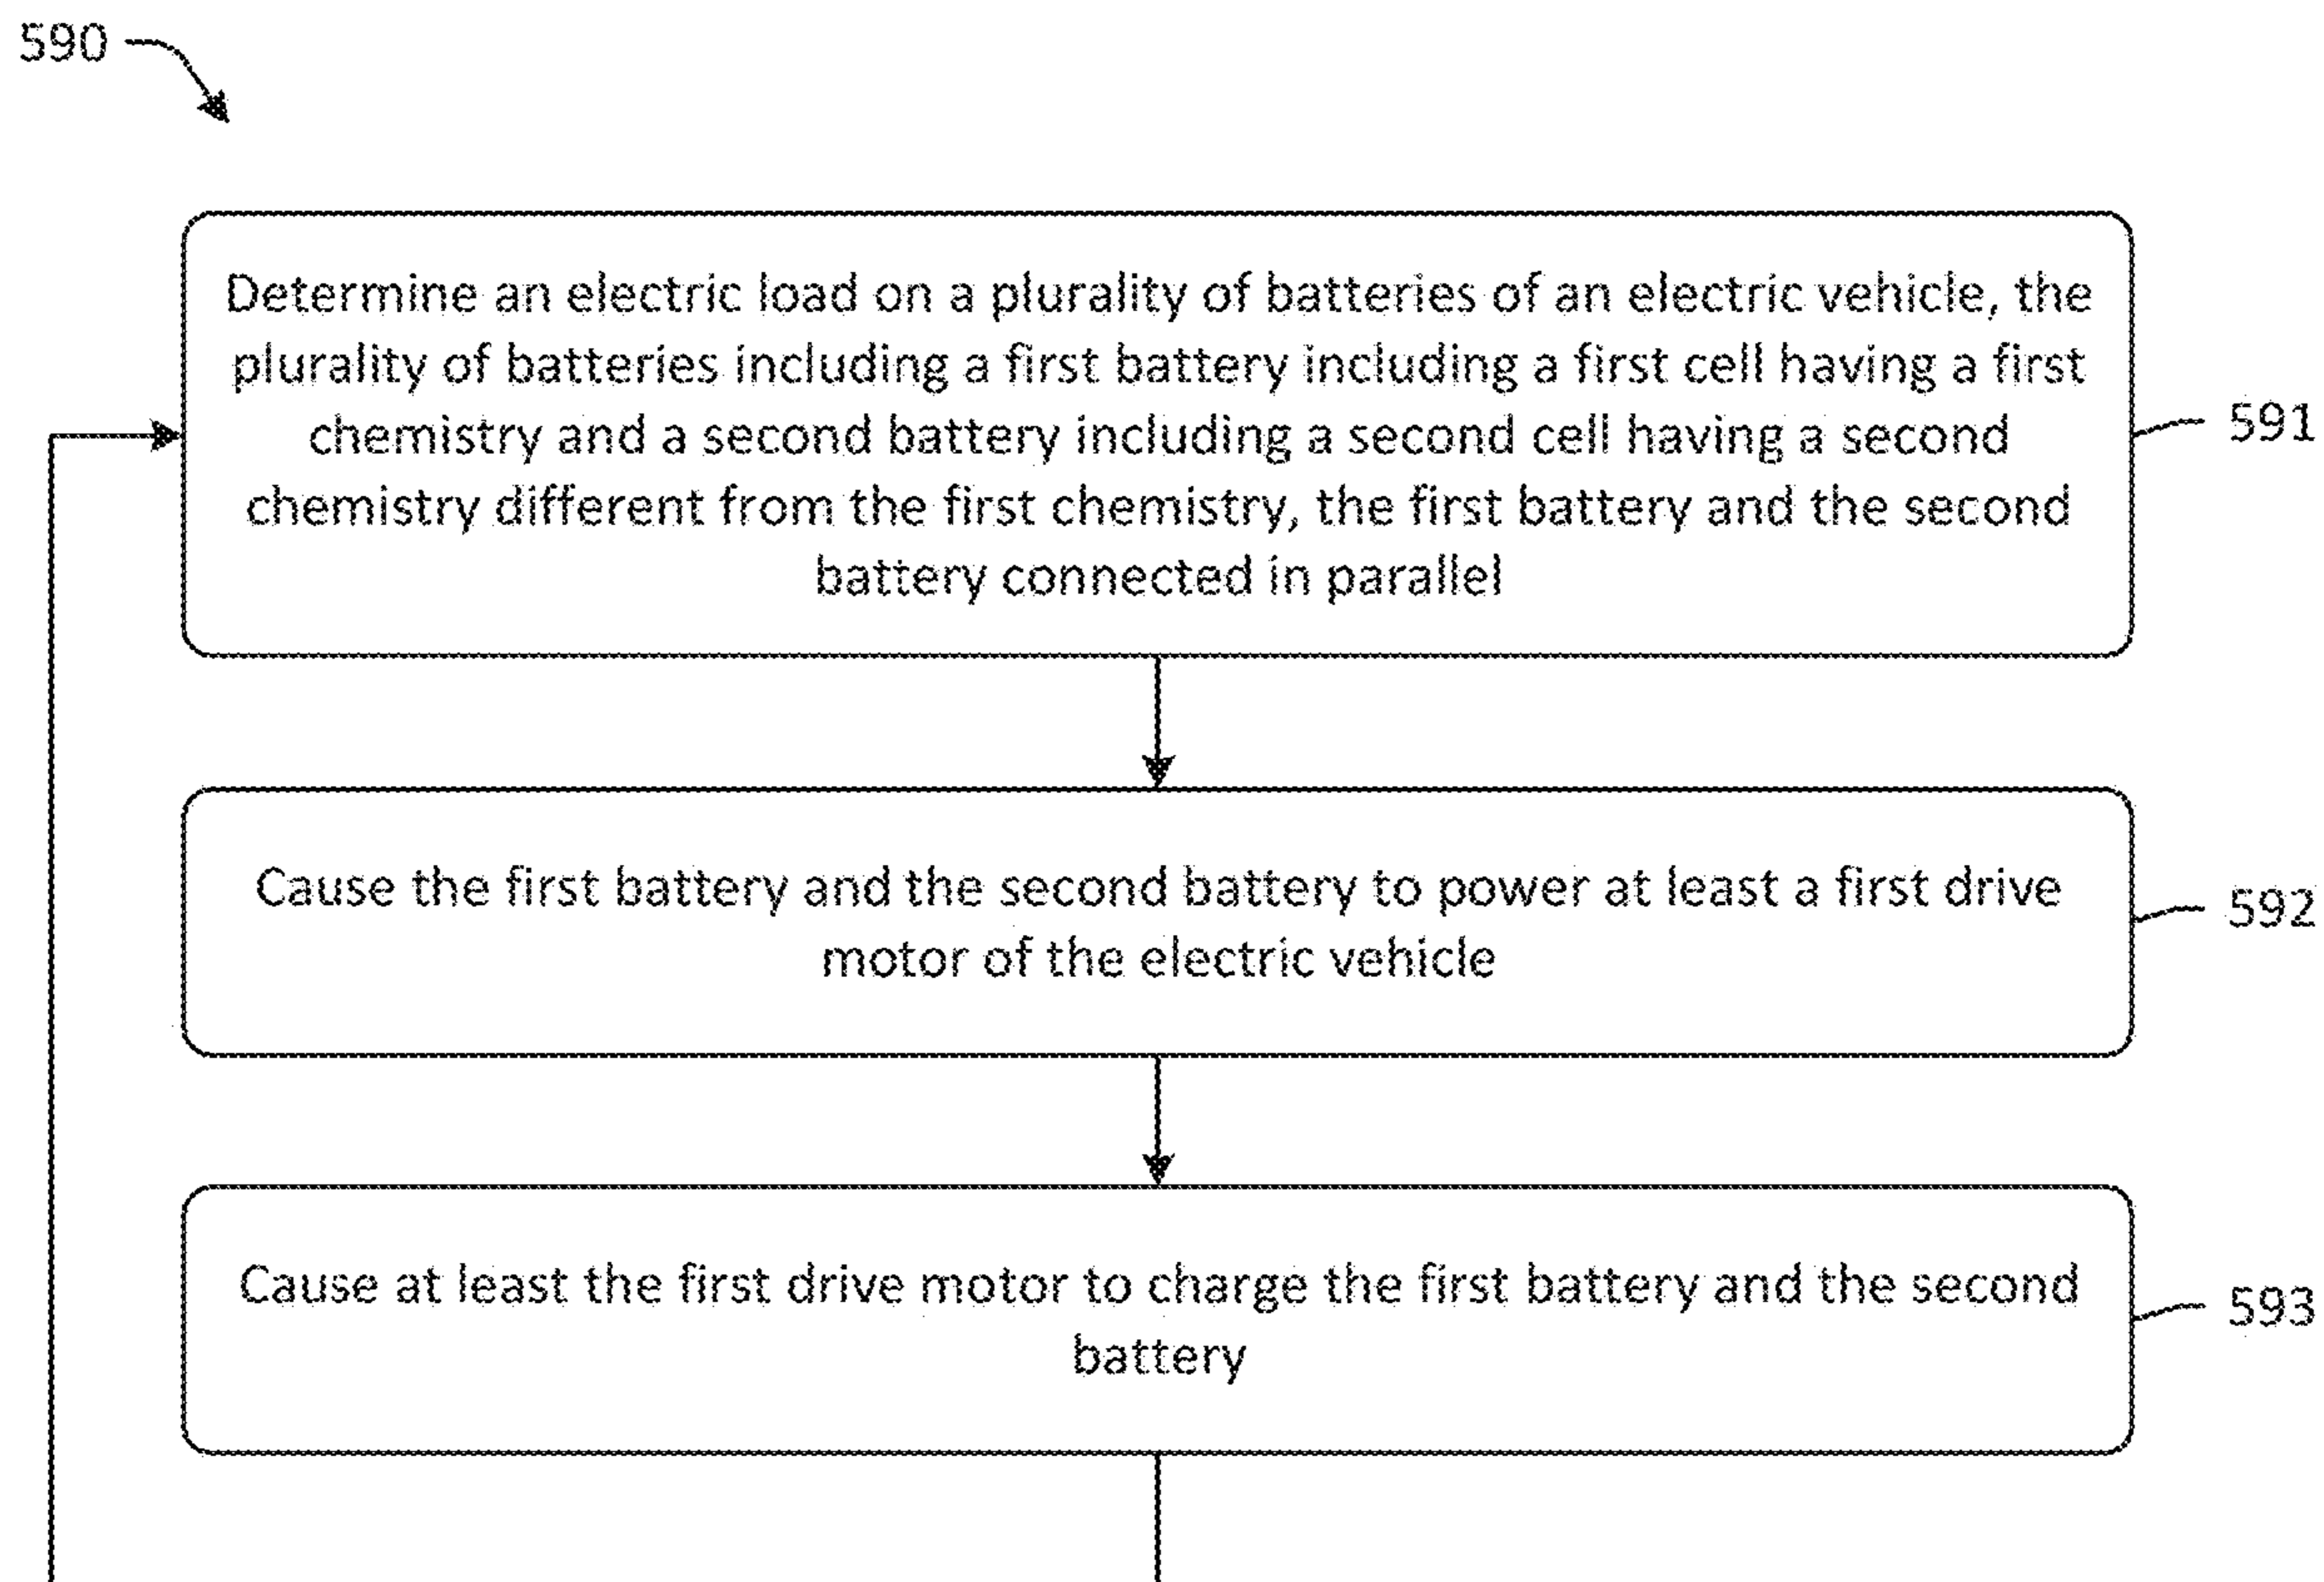 590
Determine an electric load on a plurality of batteries of an electric vehicle, the
plurality of batteries including a first battery including a first cell having a first
chemistry and a second battery including a second cell having a second
chemistry different from the first chemistry, the first battery and the second
battery connected in parallel
591
Cause the first battery and the second battery to power at least a first drive
motor of the electric vehicle
592
Cause at least the first drive motor to charge the first battery and the second
battery
593